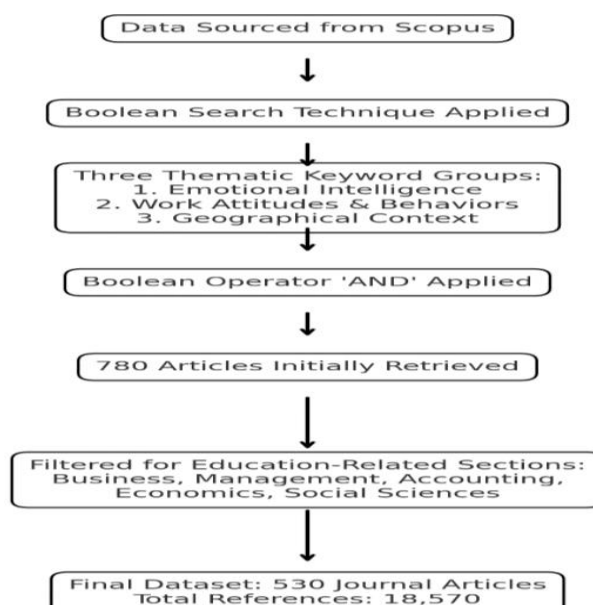 Data Sourced from Scopus
Boolean Search Technique Applied
Three Thematic Keyword Groups:
1. Emotional Intelligence
2. Work Attitudes & Behaviors
3. Geographical Context
Boolean Operator 'AND' Applied
780 Articles Initially Retrieved
Filtered for Education-Related Sections:
Business, Management, Accounting,
Economics, Social Sciences
Final Dataset: 530 Journal Articles
Total References: 18,570